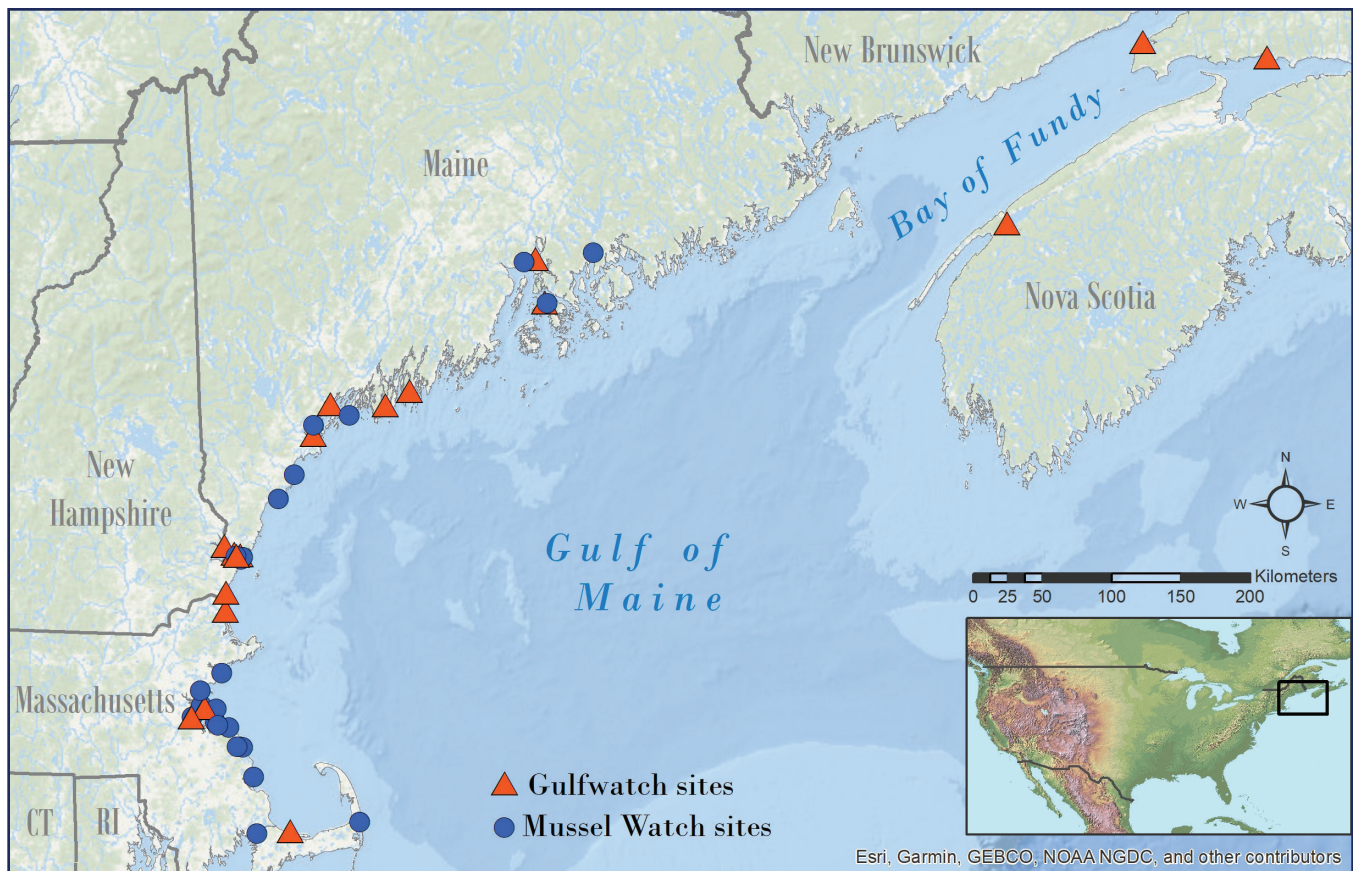 New Brunswick
Maine
Bay of Fundy
Nova Scotia
New
Hampshire
Gulf of
Maine
N
W
E
S
Kilometers
0 25 50 100 150 200
Massachusetts
CT
RI
Gulfwatch sites
Mussel Watch sites
Esri, Garmin, GEBCO, NOAA NGDC, and other contributors